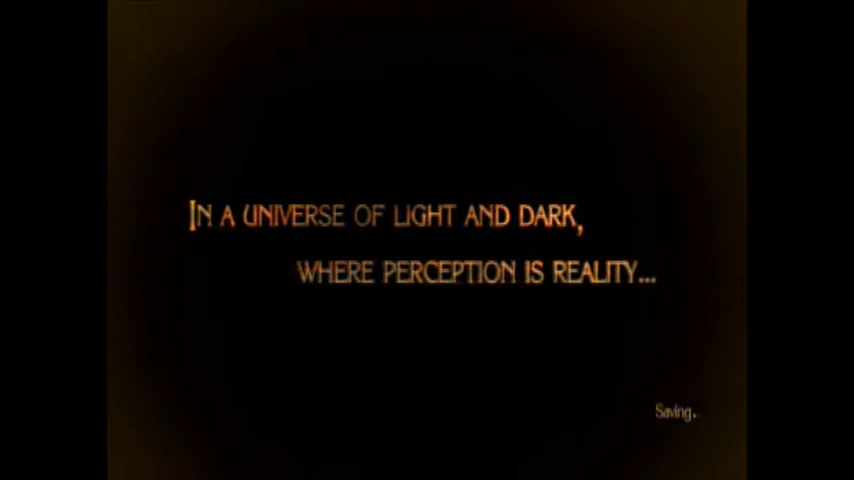 In a universe of light and dark,
where perception is reality...
Saving.